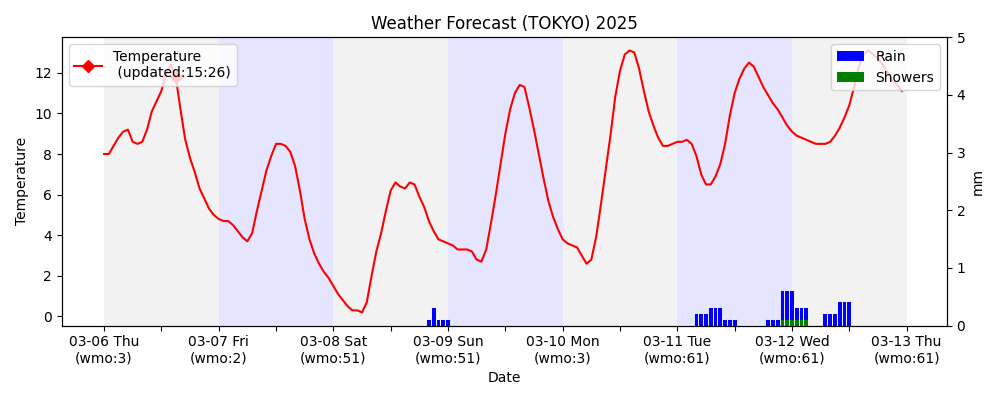 Weather Forecast (TOKYO) 2025
Temperature
(updated:15:26)
Rain
Showers
Temperature
12
10
8
6
4
2
0
5
4
3
2
1
0
mm
03-06 Thu
(wmo:3)
03-07 Fri
(wmo:2)
03-08 Sat
(wmo:51)
03-09 Sun
(wmo:51)
03-10 Mon
(wmo:3)
03-11 Tue
(wmo:61)
03-12 Wed
(wmo:61)
03-13 Thu
(wmo:61)
Date